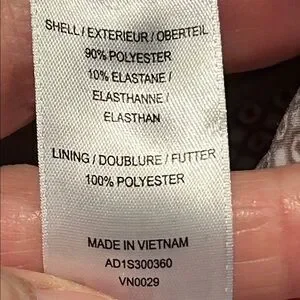 SHELL / EXTERIEUR / OBERTEIL
90% POLYESTER
10% ELASTANE /
ELASTHANNE /
ELASTHAN
LINING / DOUBLURE / FUTTER
100% POLYESTER
MADE IN VIETNAM
AD1S300360
VN0029